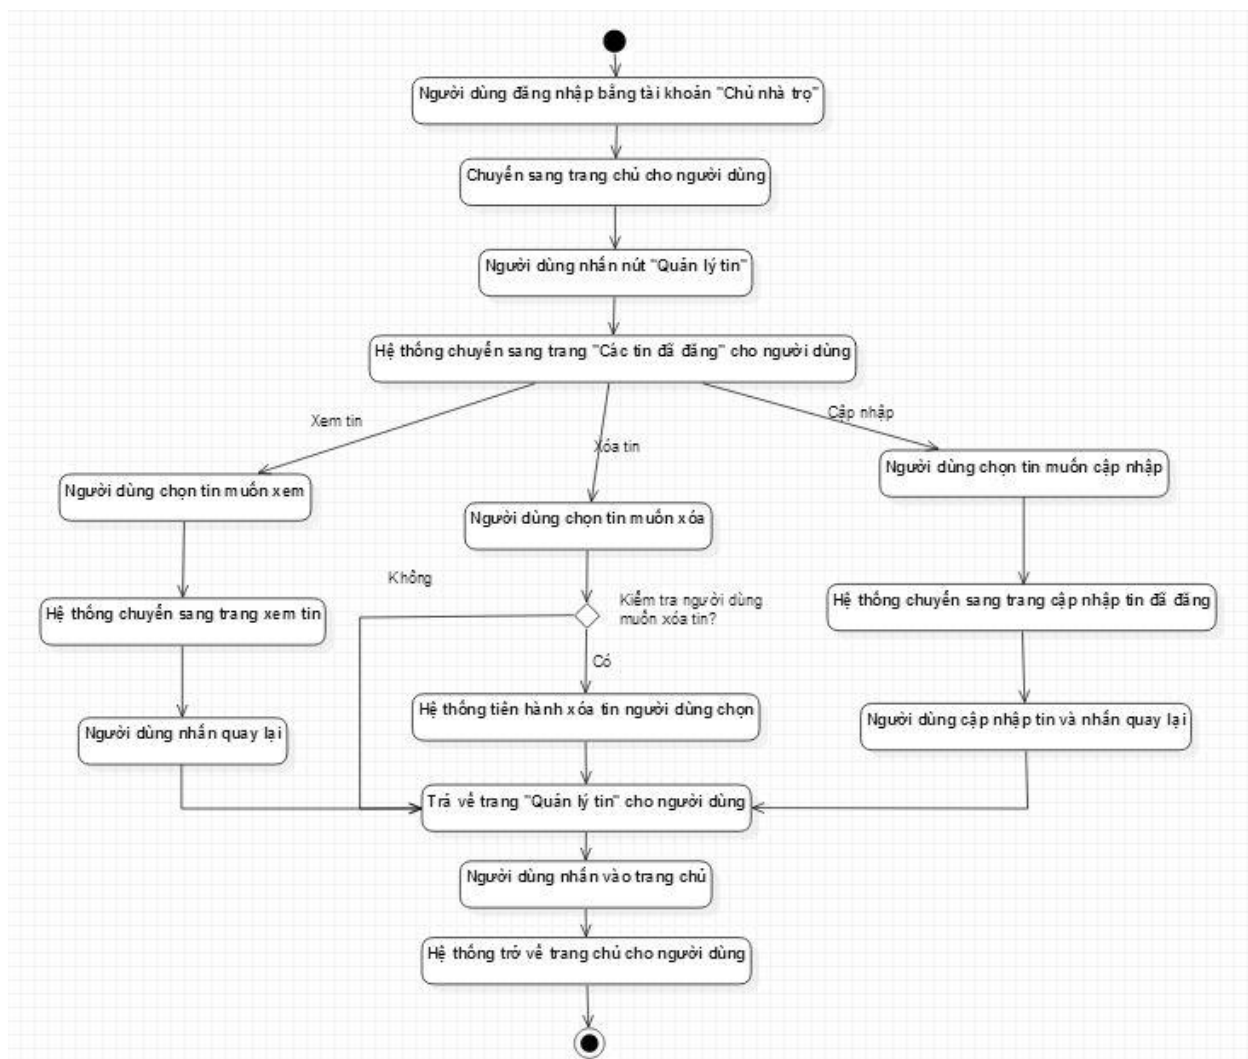 Người dùng đăng nhập bằng tài khoản "Chủ nhà trọ"
Chuyển sang trang chủ cho người dùng
Người dùng nhấn nút "Quản lý tin"
Hệ thống chuyển sang trang "Các tin đã đăng" cho người dùng
Xem tin
Xóa tin
Cập nhập
Người dùng chọn tin muốn xem
Người dùng chọn tin muốn xóa
Người dùng chọn tin muốn cập nhập
Không
Kiểm tra người dùng
muốn xóa tin?
Hệ thống chuyển sang trang xem tin
Hệ thống chuyển sang trang cập nhập tin đã đăng
Có
Hệ thống tiến hành xóa tin người dùng chọn
Người dùng nhấn quay lại
Người dùng cập nhập tin và nhấn quay lại
Trả về trang "Quản lý tin" cho người dùng
Người dùng nhấn vào trang chủ
Hệ thống trở về trang chủ cho người dùng